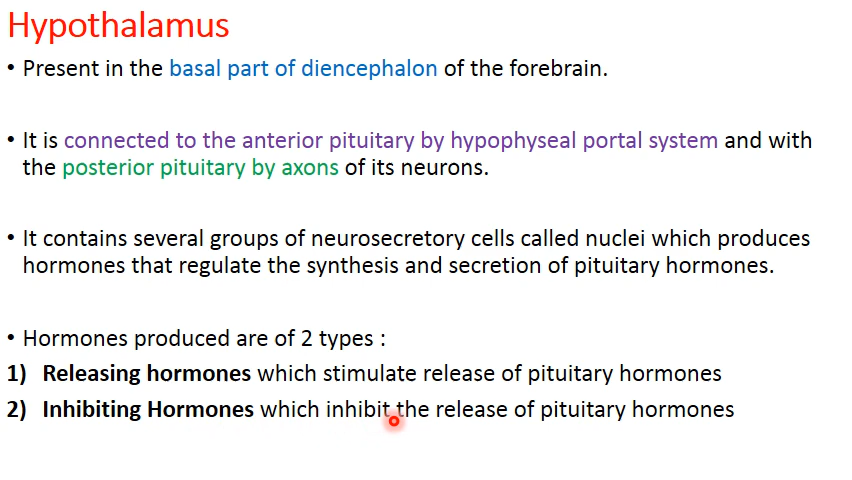 Hypothalamus
• Present in the basal part of diencephalon of the forebrain.
• It is connected to the anterior pituitary by hypophyseal portal system and with
the posterior pituitary by axons of its neurons.
• It contains several groups of neurosecretory cells called nuclei which produces
hormones that regulate the synthesis and secretion of pituitary hormones.
• Hormones produced are of 2 types :
1) Releasing hormones which stimulate release of pituitary hormones
2) Inhibiting Hormones which inhibit the release of pituitary hormones